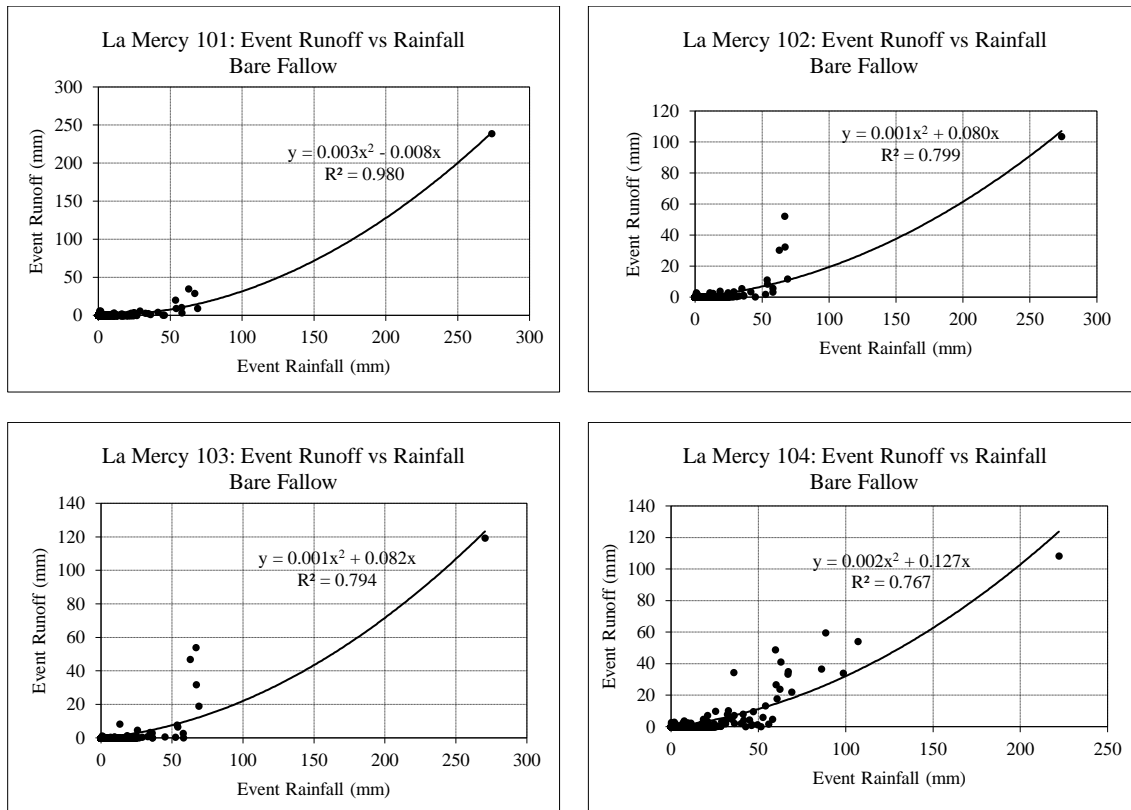 La Mercy 101: Event Runoff vs Rainfall
Bare Fallow
300
250
200
150
100
50
0
Event Runoff (mm)
y = 0.003x² - 0.008x
R² = 0.980
0 50 100 150 200 250 300
Event Rainfall (mm)
La Mercy 102: Event Runoff vs Rainfall
Bare Fallow
120
100
80
60
40
20
0
Event Runoff (mm)
y = 0.001x² + 0.080x
R² = 0.799
0 50 100 150 200 250 300
Event Rainfall (mm)
La Mercy 103: Event Runoff vs Rainfall
Bare Fallow
140
120
100
80
60
40
20
0
Event Runoff (mm)
y = 0.001x² + 0.082x
R² = 0.794
0 50 100 150 200 250 300
Event Rainfall (mm)
La Mercy 104: Event Runoff vs Rainfall
Bare Fallow
140
120
100
80
60
40
20
0
Event Runoff (mm)
y = 0.002x² + 0.127x
R² = 0.767
0 50 100 150 200 250
Event Rainfall (mm)